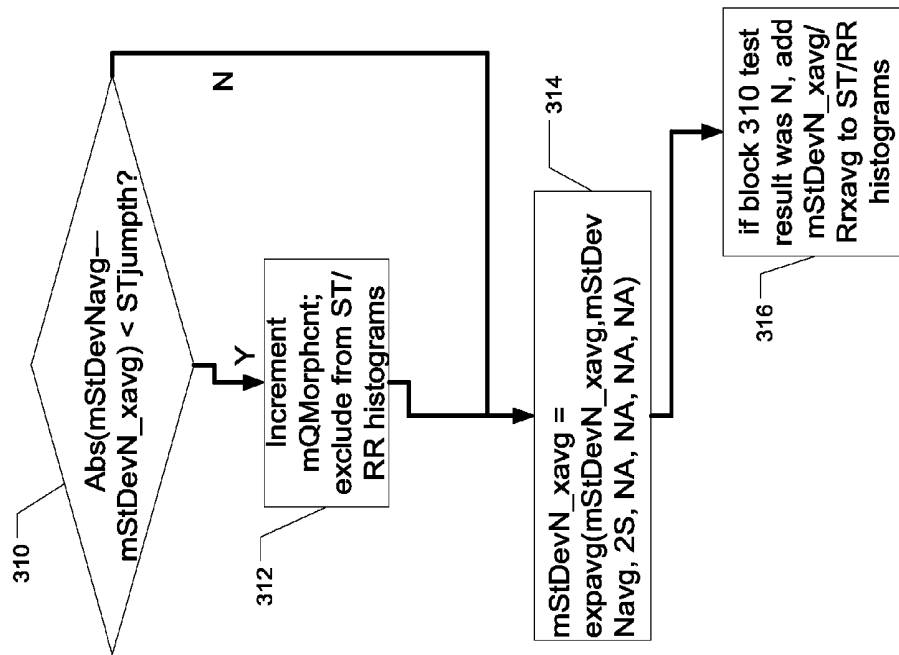 310
Abs(mStDevNavg—
mStDevN_xavg) < STjumpth?
N
Y
312
Increment
mQMorphcnt;
exclude from ST/
RR histograms
314
mStDevN_xavg =
expavg(mStDevN_xavg,mStDev
Navg, 2S, NA, NA, NA, NA, NA)
316
if block 310 test
result was N, add
mStDevN_xavg/
Rrxavg to ST/RR
histograms